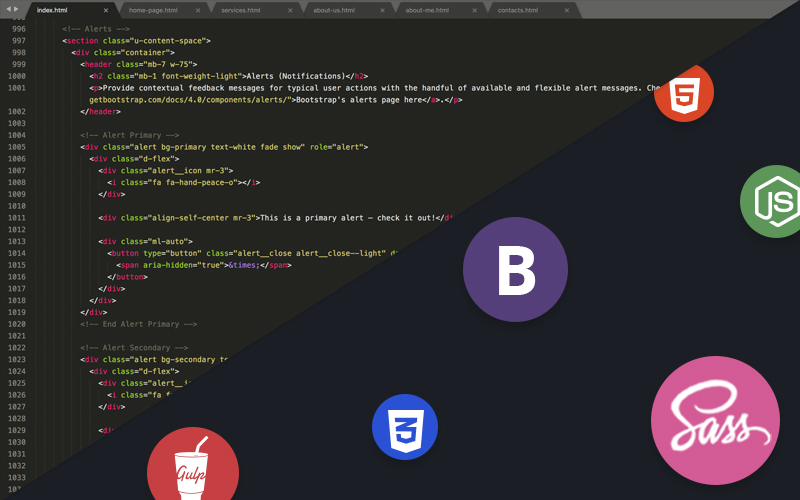 index.html
home-page.html
services.html
about-us.html
about-me.html
contacts.html
996 <!-- Alerts -->
997 <section class="u-content-space">
998 <div class="container">
999 <header class="mb-7 w-75">
1000 <h2 class="mb-1 font-weight-light">Alerts (Notifications)</h2>
1001 <p>Provide contextual feedback messages for typical user actions with the handful of available and flexible alert messages.
getbootstrap.com/docs/4.0/components/alerts/">Bootstrap's alerts page here</a>.</p>
1002 </header>
1003
1004 <!-- Alert Primary -->
1005 <div class="alert bg-primary text-white fade show" role="alert">
1006 <div class="d-flex">
1007 <div class="alert__icon mr-3">
1008 <i class="fa fa-hand-peace-o"></i>
1009 </div>
1010
1011 <div class="align-self-center mr-3">This is a primary alert — check it out!</di
1012
1013 <div class="ml-auto">
1014 <button type="button" class="alert__close alert__close--light"
1015 <span aria-hidden="true">&times;</span>
1016 </button>
1017 </div>
1018 </div>
1019 </div>
1020 <!-- End Alert Primary -->
1021
1022 <!-- Alert Secondary -->
1023 <div class="alert bg-secondary
1024 <div class="d-flex">
1025 <div class="alert__
1026 <i class="fa
1027 </div>
1028
1029 <div
1030
1031
1032
1033
5
JS
B
3
Sass
Gulp